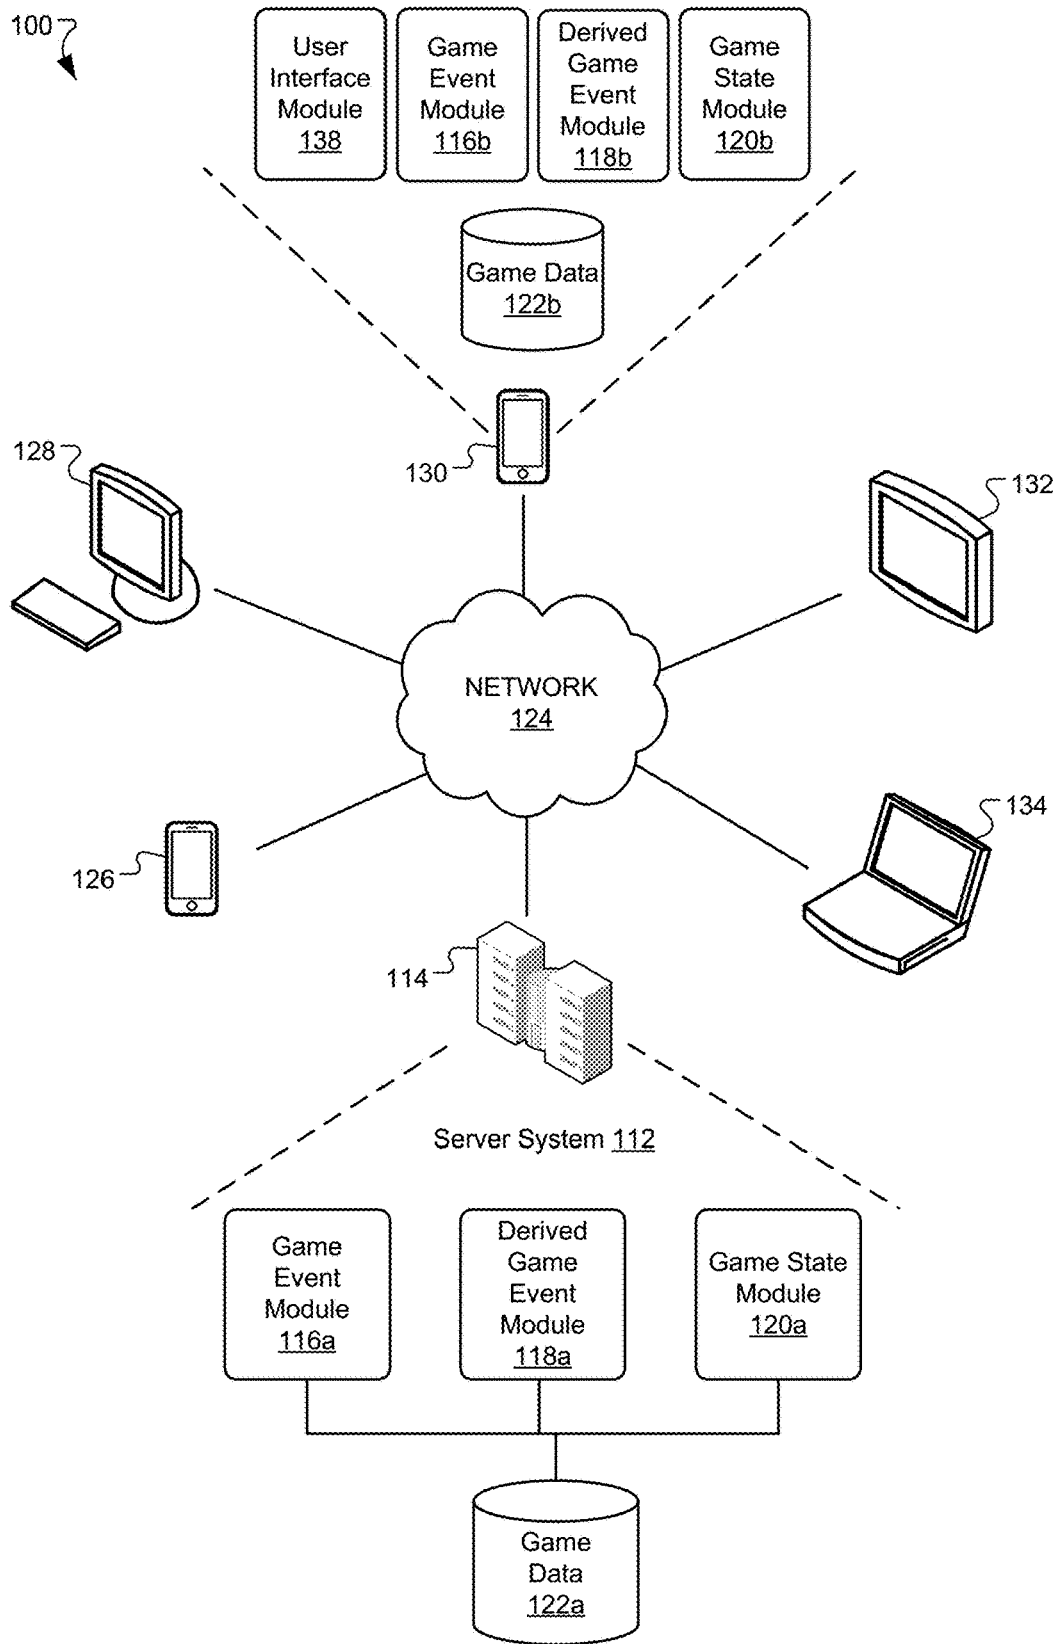 100
User
Interface
Module
138
Game
Event
Module
116b
Derived
Game
Event
Module
118b
Game
State
Module
120b
Game Data
122b
128
130
132
NETWORK
124
126
134
114
Server System 112
Game
Event
Module
116a
Derived
Game
Event
Module
118a
Game State
Module
120a
Game
Data
122a